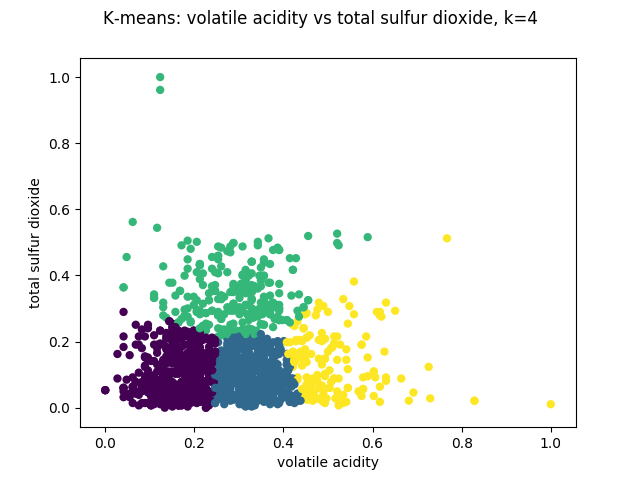 K-means: volatile acidity vs total sulfur dioxide, k=4
1.0
0.8
0.6
0.4
0.2
0.0
total sulfur dioxide
0.0 0.2 0.4 0.6 0.8 1.0
volatile acidity